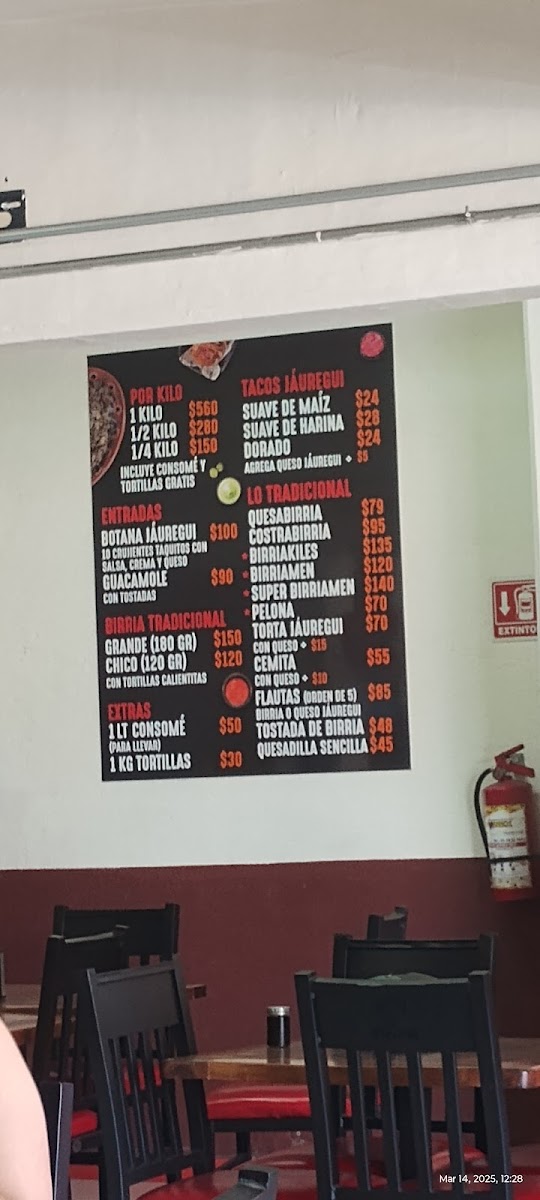 POR KILO
1 KILO $560
1/2 KILO $280
1/4 KILO $150
INCLUYE CONSOMÉ Y
TORTILLAS GRATIS
ENTRADAS
BOTANA JÁUREGUI $100
10 CRUJIENTES TAQUITOS CON
SALSA, CREMA Y QUESO
GUACAMOLE $90
CON TOSTADAS
BIRRIA TRADICIONAL
GRANDE (180 GR) $150
CHICO (120 GR) $120
CON TORTILLAS CALIENTITAS
EXTRAS
1 LT CONSOMÉ $50
(PARA LLEVAR)
1 KG TORTILLAS $30
TACOS JÁUREGUI
SUAVE DE MAÍZ $24
SUAVE DE HARINA $28
DORADO $24
AGREGA QUESO JÁUREGUI + $5
LO TRADICIONAL
QUESABIRRIA $79
COSTRABIRRIA $95
* BIRRIAKILES $135
* BIRRIAMEN $120
* SUPER BIRRIAMEN $140
* PELONA $70
TORTA JÁUREGUI $70
CON QUESO + $15
CEMITA $55
CON QUESO + $10
FLAUTAS (ORDEN DE 5) $85
BIRRIA O QUESO JÁUREGUI
TOSTADA DE BIRRIA $48
QUESADILLA SENCILLA $45
EXTINTO
Mar 14, 2025, 12:28